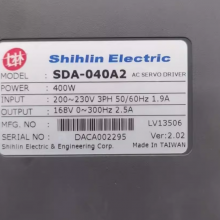 Shihlin Electric
MODEL : SDA-040A2 AC SERVO DRIVER
POWER : 400W
INPUT : 200~230V 3PH 50/60Hz 1.9A
OUTPUT : 168V 0~300Hz 2.5A
MFG. NO. : LV13506
SERIAL NO : DACA002295 Ver: 2.02
Shihlin Electric & Engineering Corp. Made in TAIWAN